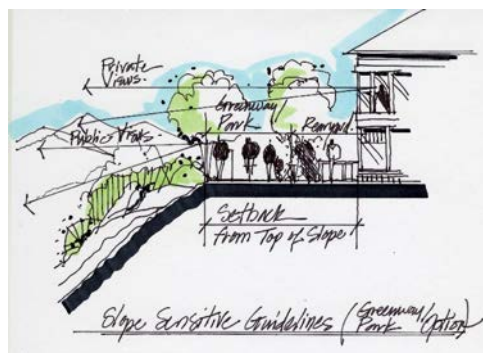 Private
Views.
Greenway/
Park
Rearyard
Public Views
Setback
from Top of Slope
Slope Sensitive Guidelines (Greenway/
Park Option)